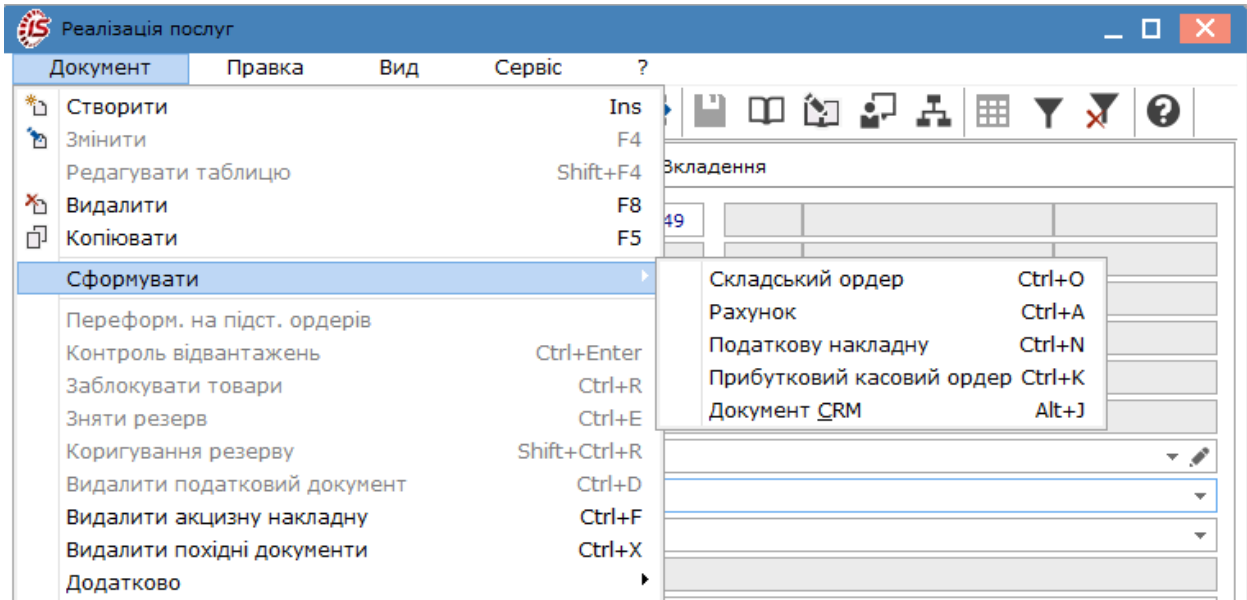 IS Реалізація послуг
Документ Правка Вид Сервіс ?
Створити Ins
Змінити F4
Редагувати таблицю Shift+F4
Вкладення
Видалити F8
49
Копіювати F5
Сформувати
Складський ордер Ctrl+O
Рахунок Ctrl+A
Податкову накладну Ctrl+N
Прибутковий касовий ордер Ctrl+K
Документ CRM Alt+J
Переформ. на підст. ордерів
Контроль відвантажень Ctrl+Enter
Заблокувати товари Ctrl+R
Зняти резерв Ctrl+E
Коригування резерву Shift+Ctrl+R
Видалити податковий документ Ctrl+D
Видалити акцизну накладну Ctrl+F
Видалити похідні документи Ctrl+X
Додатково